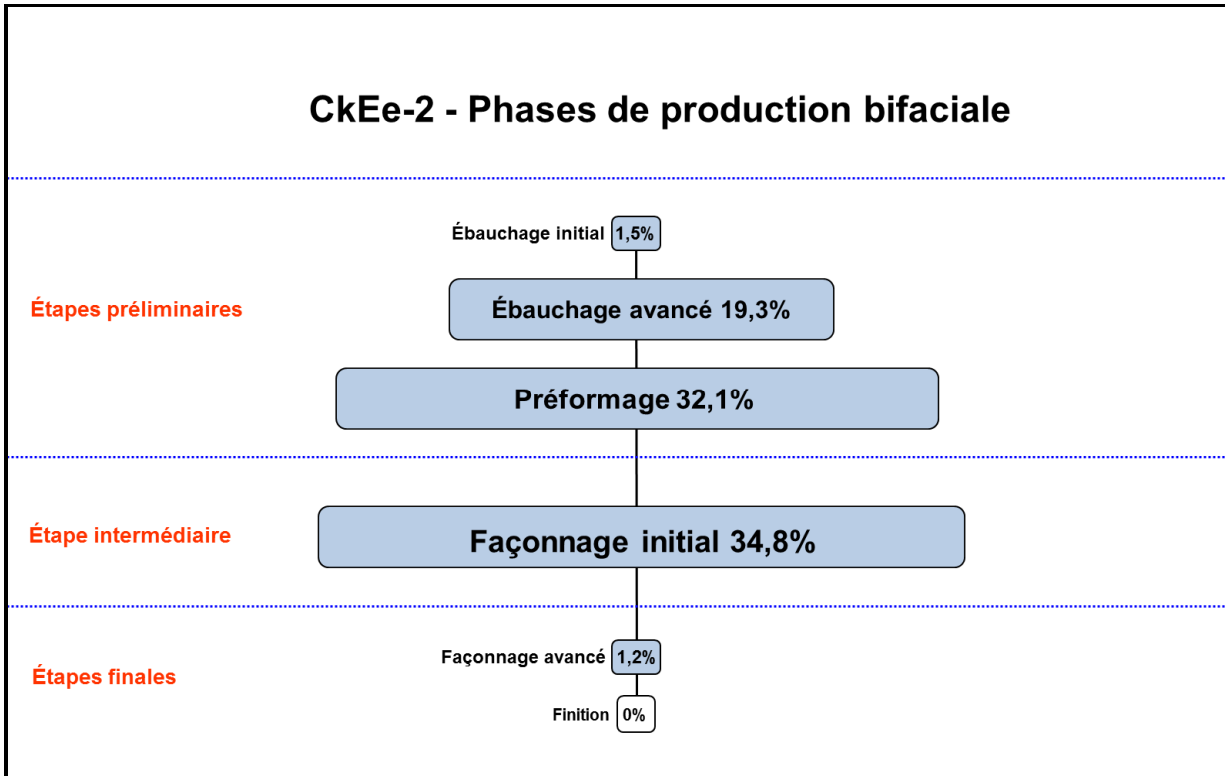 CkEe-2 - Phases de production bifaciale
Étapes préliminaires
Ébauchage initial 1,5%
Ébauchage avancé 19,3%
Préformage 32,1%
Étape intermédiaire
Façonnage initial 34,8%
Étapes finales
Façonnage avancé 1,2%
Finition 0%